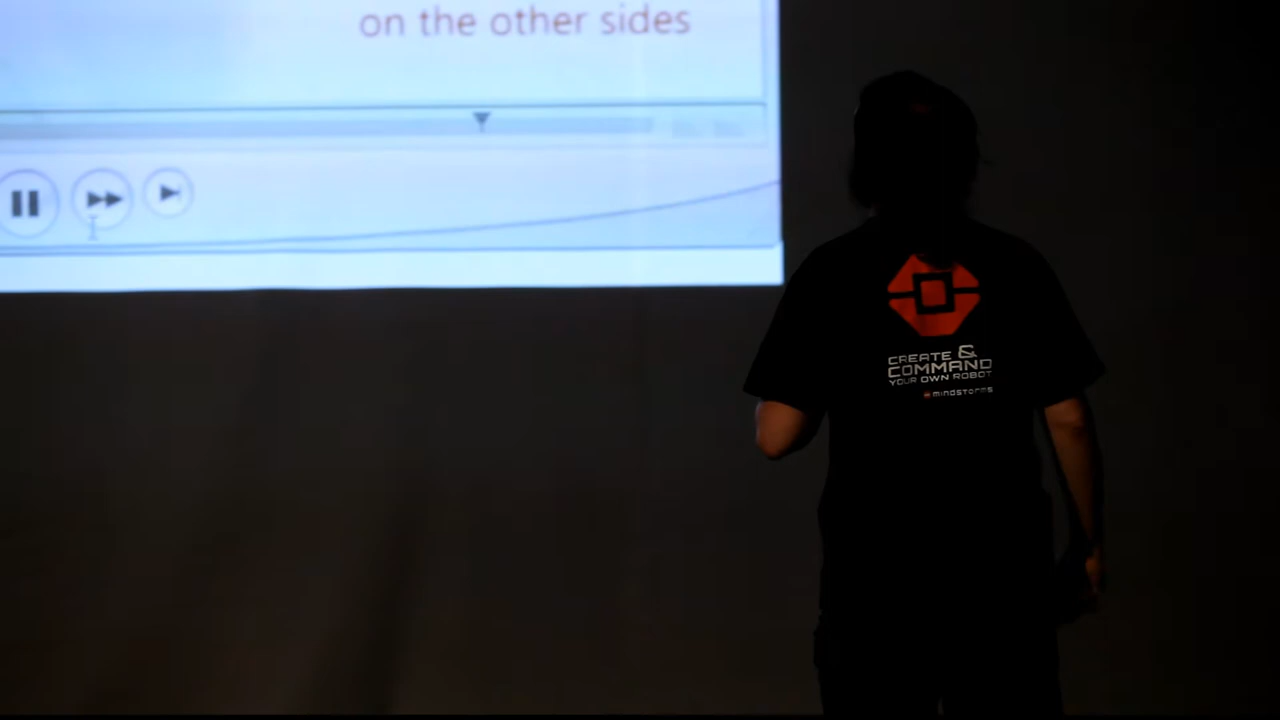 on the other sides
CREATE &
COMMAND
YOUR OWN ROBOT
MINDSTORMS